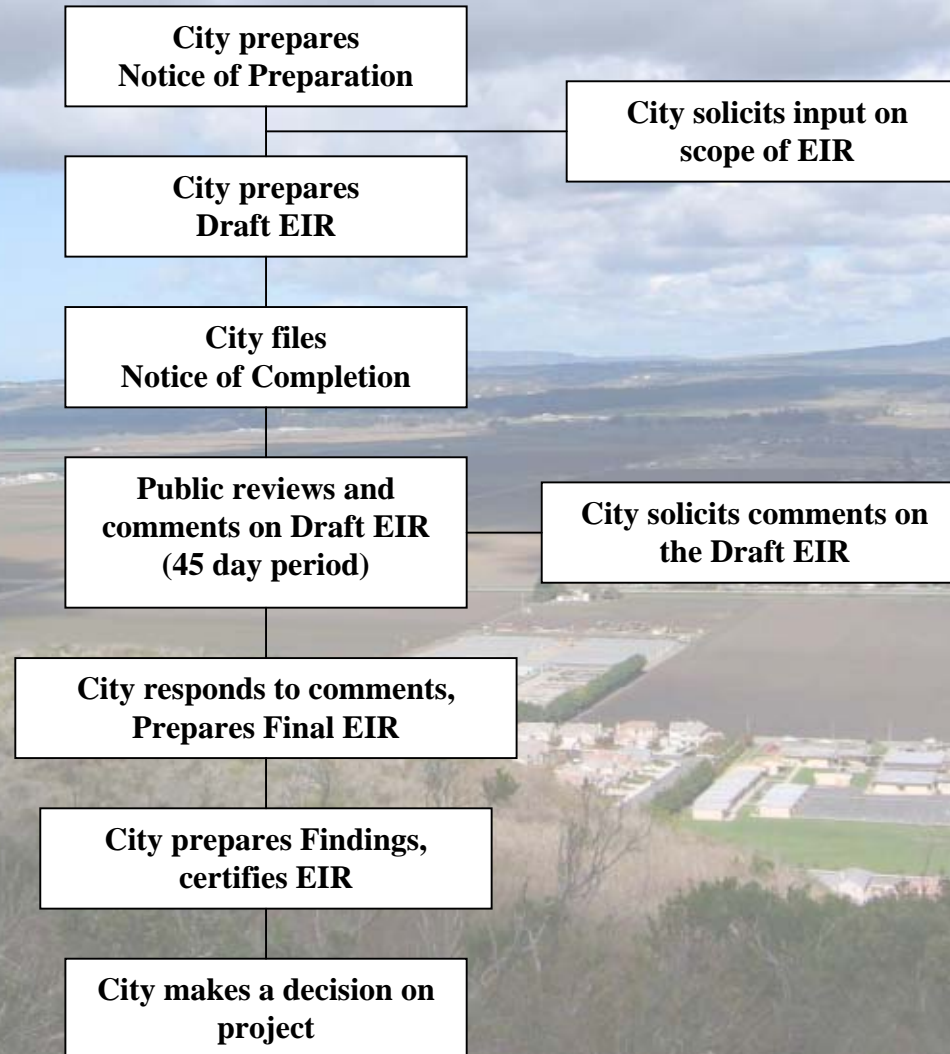 City prepares
Notice of Preparation
City solicits input on
scope of EIR
City prepares
Draft EIR
City files
Notice of Completion
Public reviews and
comments on Draft EIR
(45 day period)
City solicits comments on
the Draft EIR
City responds to comments,
Prepares Final EIR
City prepares Findings,
certifies EIR
City makes a decision on
project